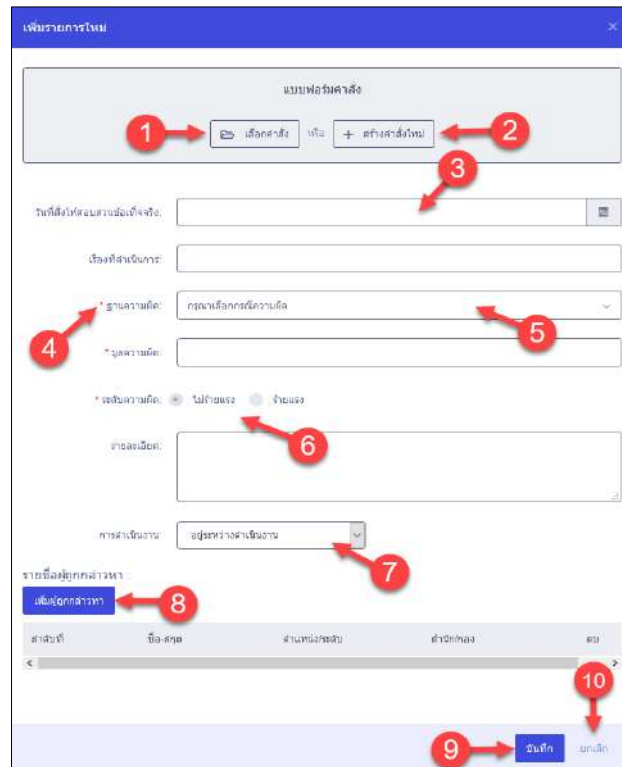 เพิ่มรายการใหม่ ×
แบบฟอร์มคำสั่ง
1 เลือกคำสั่ง หรือ + สร้างคำสั่งใหม่ 2
3
วันที่สั่งให้สอบสวนข้อเท็จจริง:
เรื่องที่ดำเนินการ:
* ฐานความผิด: กรุณาเลือกกรณีความผิด
4 5
* มูลความผิด:
* ระดับความผิด: ไม่ร้ายแรง ร้ายแรง
6
รายละเอียด:
การดำเนินงาน: อยู่ระหว่างดำเนินงาน
7
รายชื่อผู้ถูกกล่าวหา :
เพิ่มผู้ถูกกล่าวหา 8
ลำดับที่ ชื่อ-สกุล ตำแหน่ง/ระดับ สำนัก/กอง ลบ
10
9 บันทึก ยกเลิก